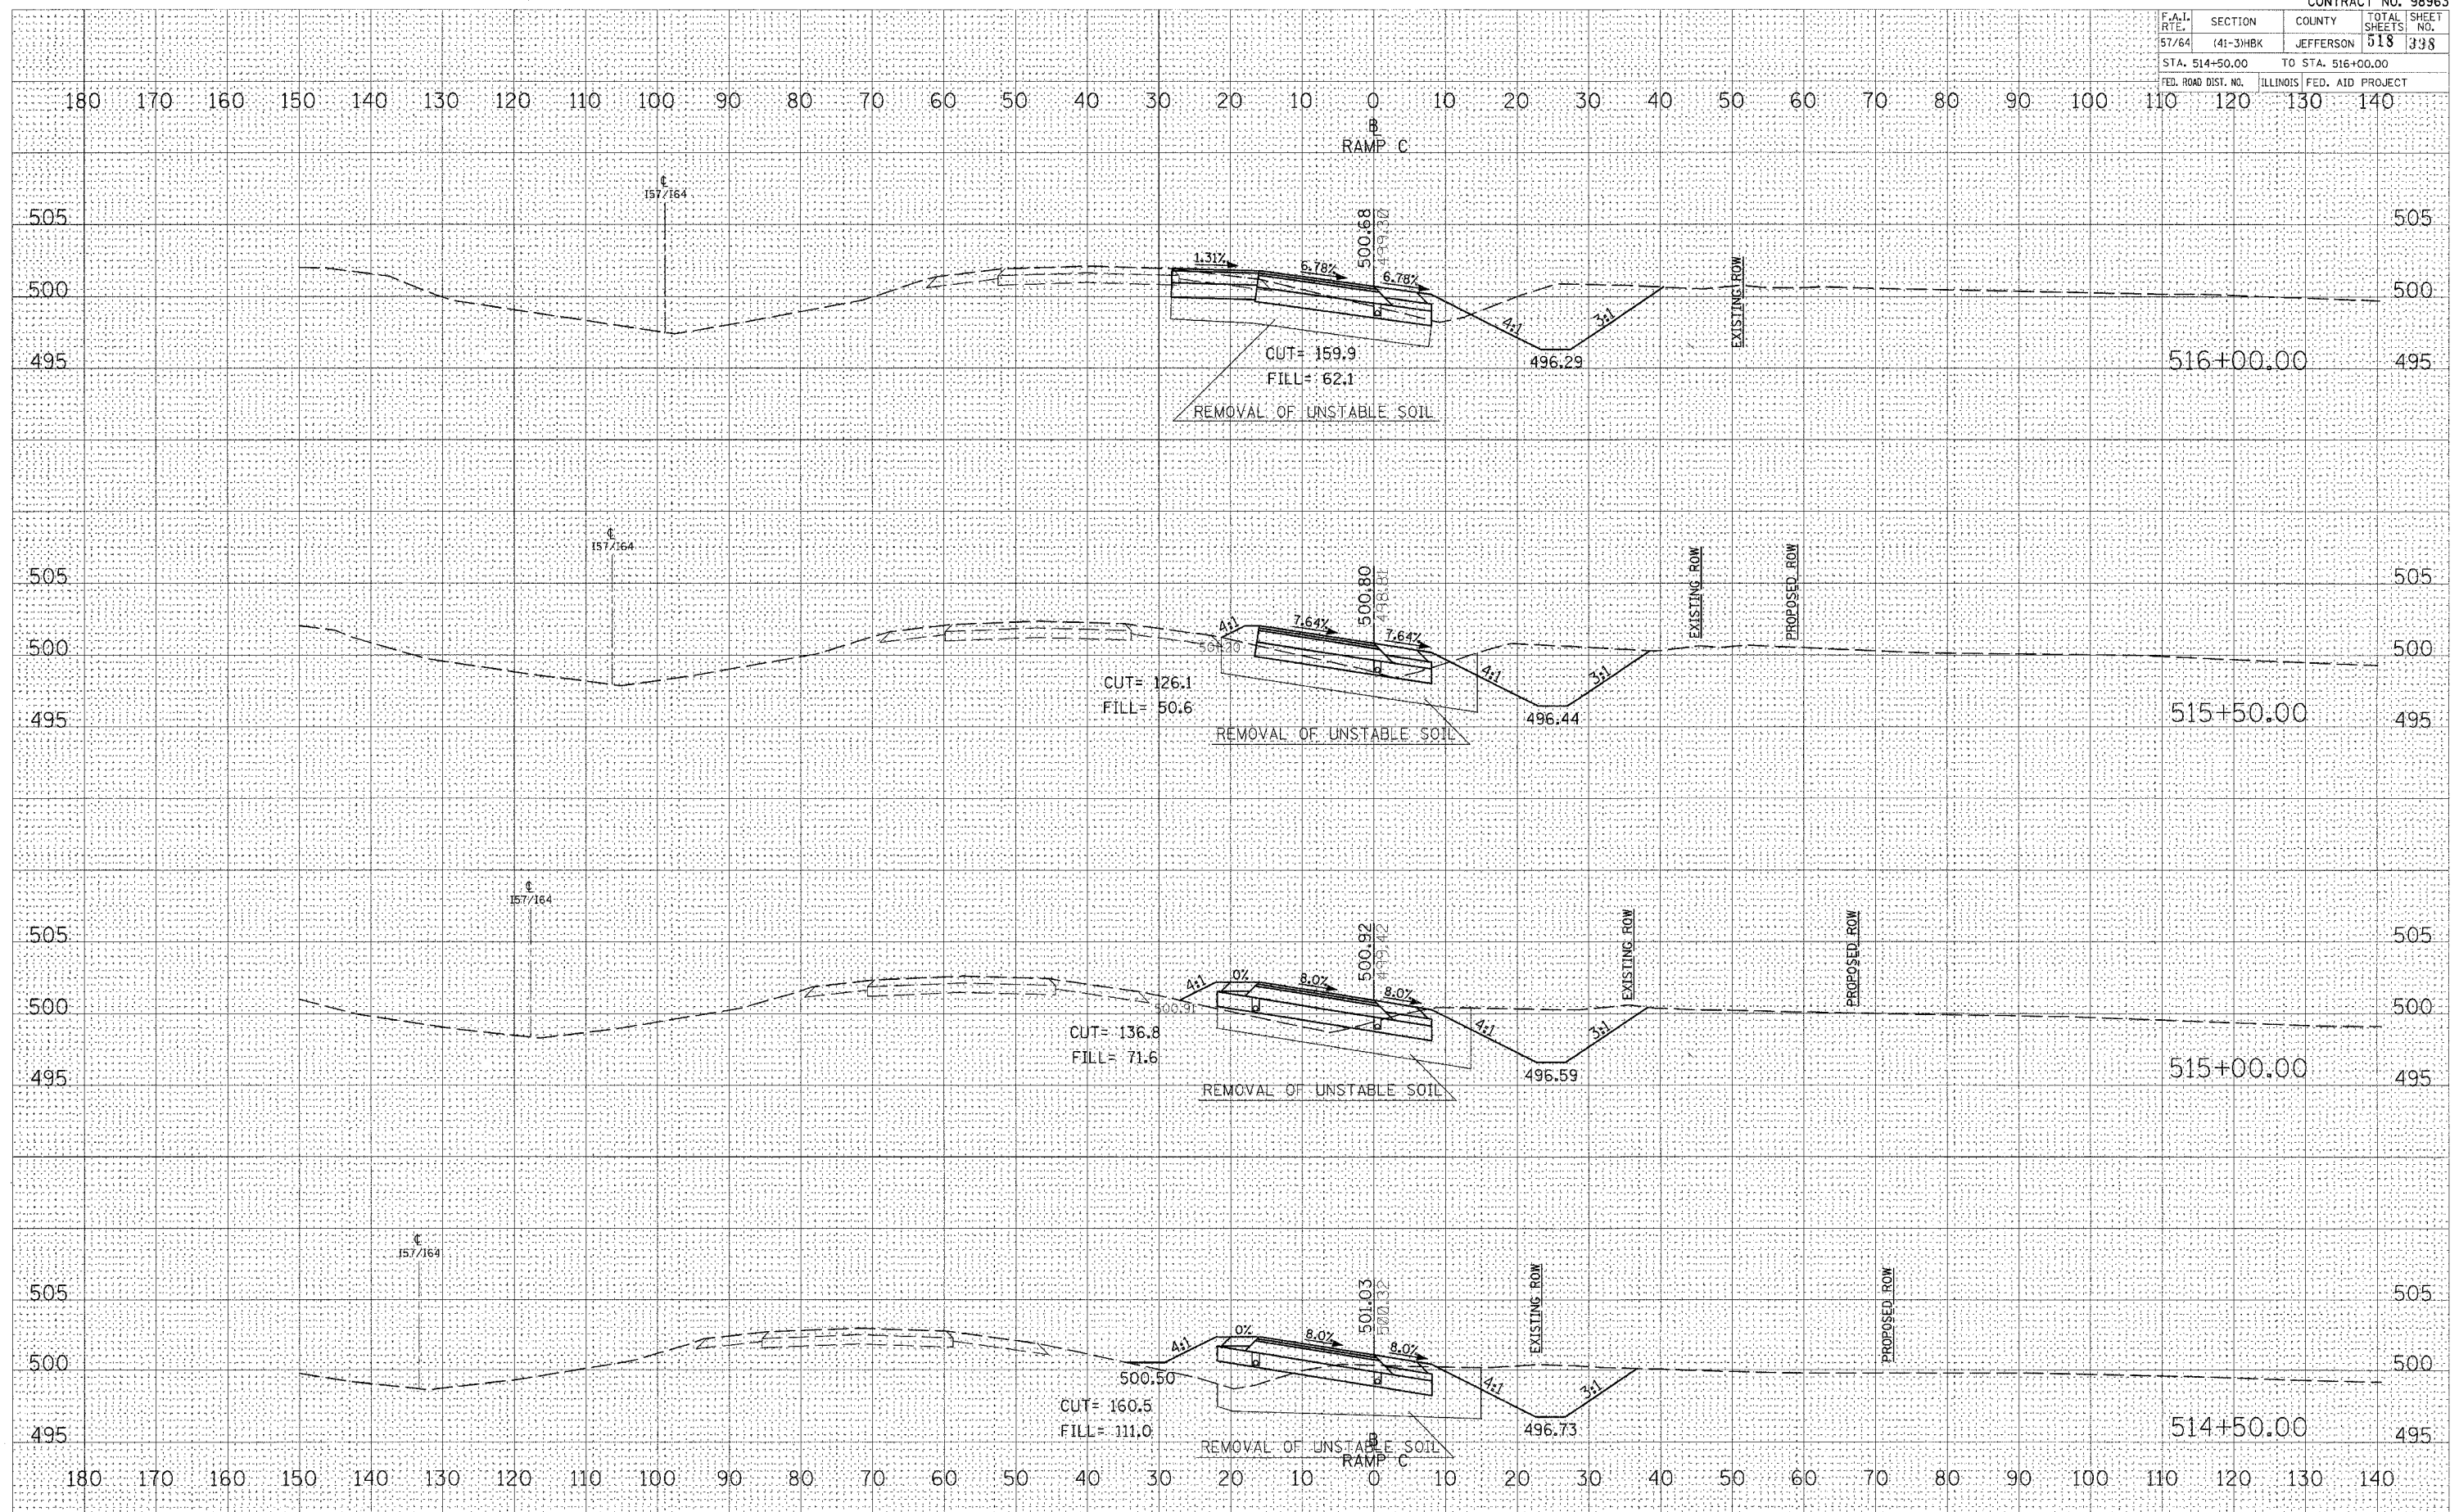 CONTRACT NO. 98963
F.A.I. RTE. SECTION COUNTY TOTAL SHEETS SHEET NO.
57/64 (41-3)HBK JEFFERSON 518 398
STA. 514+50.00 TO STA. 516+00.00
FED. ROAD DIST. NO. ILLINOIS FED. AID PROJECT
180 170 160 150 140 130 120 110 100 90 80 70 60 50 40 30 20 10 0 10 20 30 40 50 60 70 80 90 100 110 120 130 140
B
RAMP C
℄
I57/I64
505 505
500.68
499.30
1.31% 6.78% 6.78%
EXISTING ROW
500 500
4:1 3:1
CUT= 159.9
FILL= 62.1
496.29
516+00.00
495 495
REMOVAL OF UNSTABLE SOIL
℄
I57/I64
505 505
500.80
498.81
EXISTING ROW
PROPOSED ROW
4:1 7.64% 7.64%
501.20
500 500
4:1 3:1
CUT= 126.1
FILL= 50.6
496.44
515+50.00
495 495
REMOVAL OF UNSTABLE SOIL
℄
I57/I64
505 505
500.92
499.42
EXISTING ROW
PROPOSED ROW
4:1 0% 8.0% 8.0%
500.91
500 500
4:1 3:1
CUT= 136.8
FILL= 71.6
496.59
515+00.00
495 495
REMOVAL OF UNSTABLE SOIL
℄
I57/I64
505 505
501.03
500.32
EXISTING ROW
PROPOSED ROW
4:1 0% 8.0% 8.0%
500 500
500.50
4:1 3:1
CUT= 160.5
FILL= 111.0
496.73
514+50.00
495 495
REMOVAL OF UNSTABLE SOIL
B
RAMP C
180 170 160 150 140 130 120 110 100 90 80 70 60 50 40 30 20 10 0 10 20 30 40 50 60 70 80 90 100 110 120 130 140